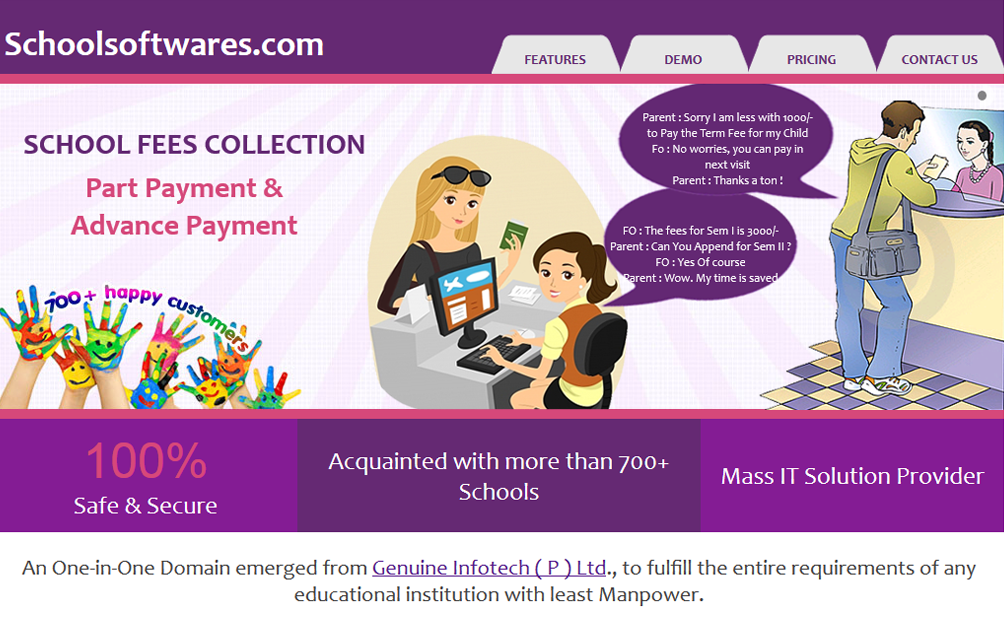 Schoolsoftwares.com
FEATURES
DEMO
PRICING
CONTACT US
SCHOOL FEES COLLECTION
Part Payment &
Advance Payment
Parent : Sorry I am less with 1000/-
to Pay the Term Fee for my Child
Fo : No worries, you can pay in
next visit
Parent : Thanks a ton !
FO : The fees for Sem I is 3000/-
Parent : Can You Append for Sem II ?
FO : Yes Of course
Parent : Wow. My time is saved
700+ happy customers
100%
Safe & Secure
Acquainted with more than 700+
Schools
Mass IT Solution Provider
An One-in-One Domain emerged from Genuine Infotech ( P ) Ltd., to fulfill the entire requirements of any
educational institution with least Manpower.